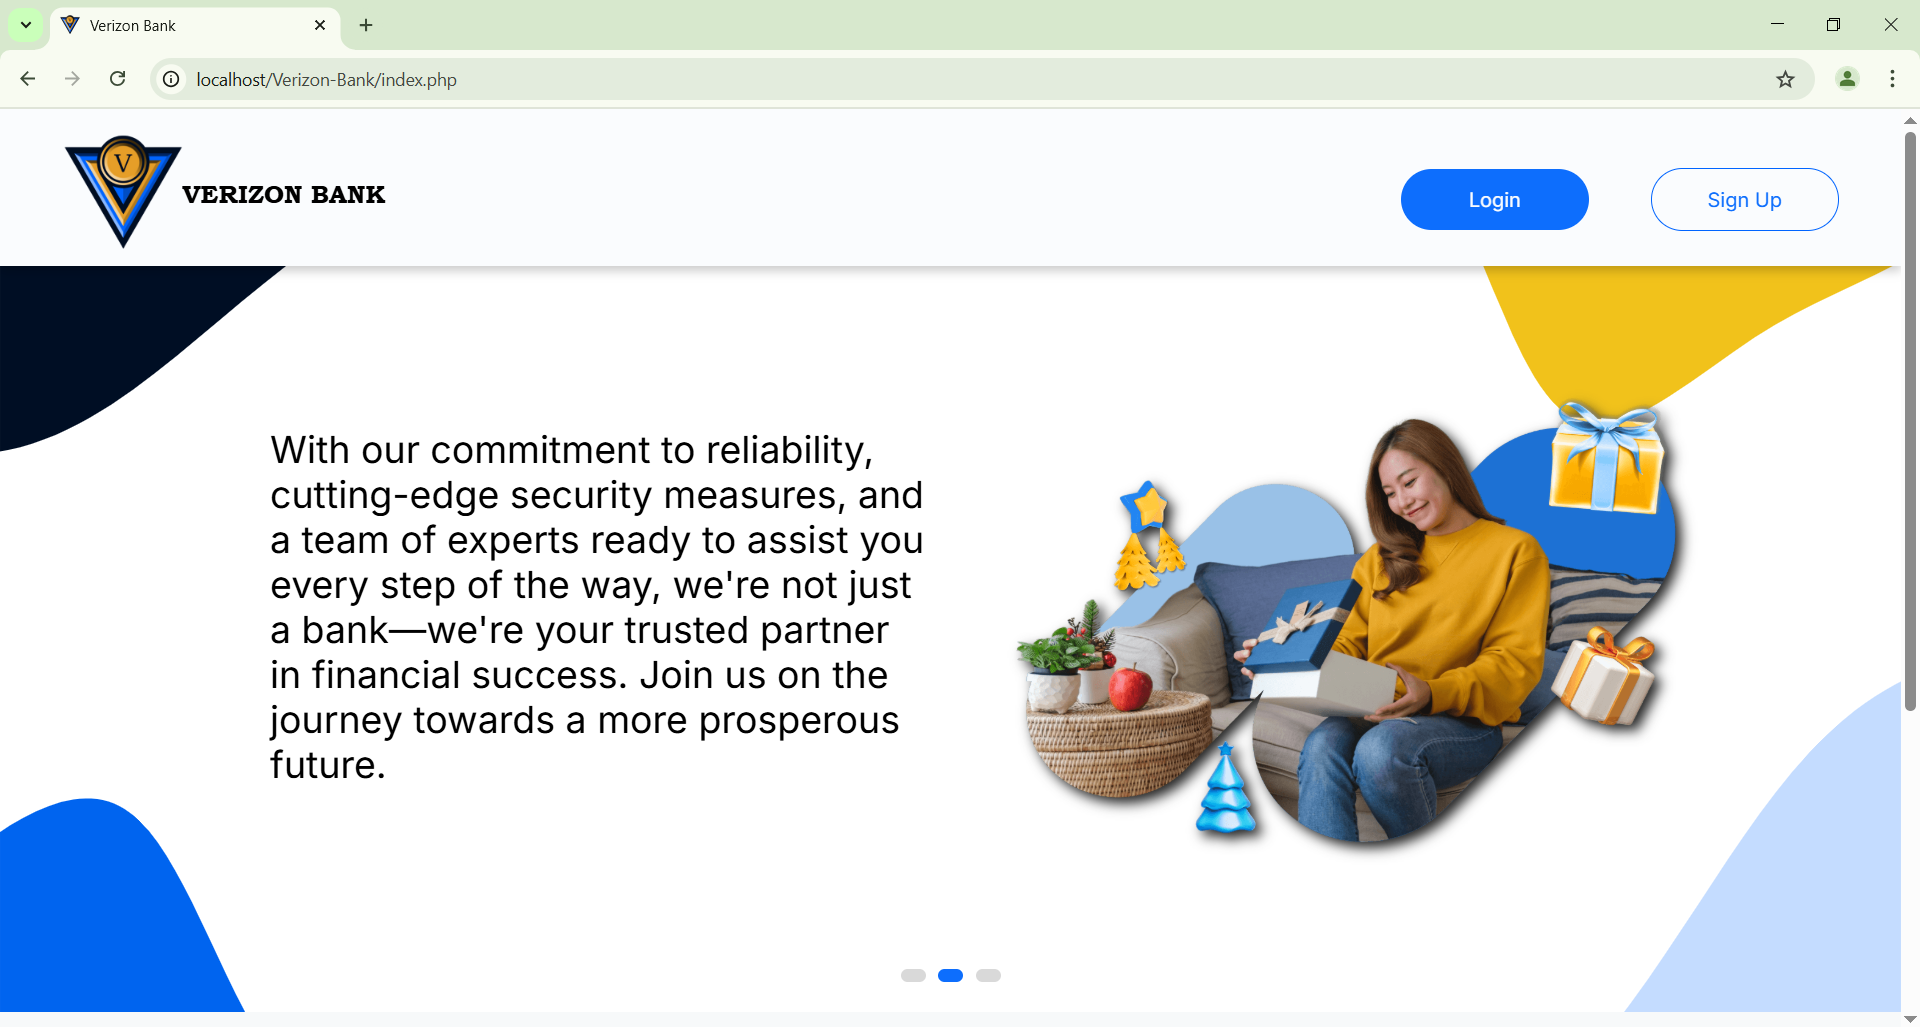 Verizon Bank
localhost/Verizon-Bank/index.php
V
VERIZON BANK
Login
Sign Up
With our commitment to reliability,
cutting-edge security measures, and
a team of experts ready to assist you
every step of the way, we're not just
a bank—we're your trusted partner
in financial success. Join us on the
journey towards a more prosperous
future.